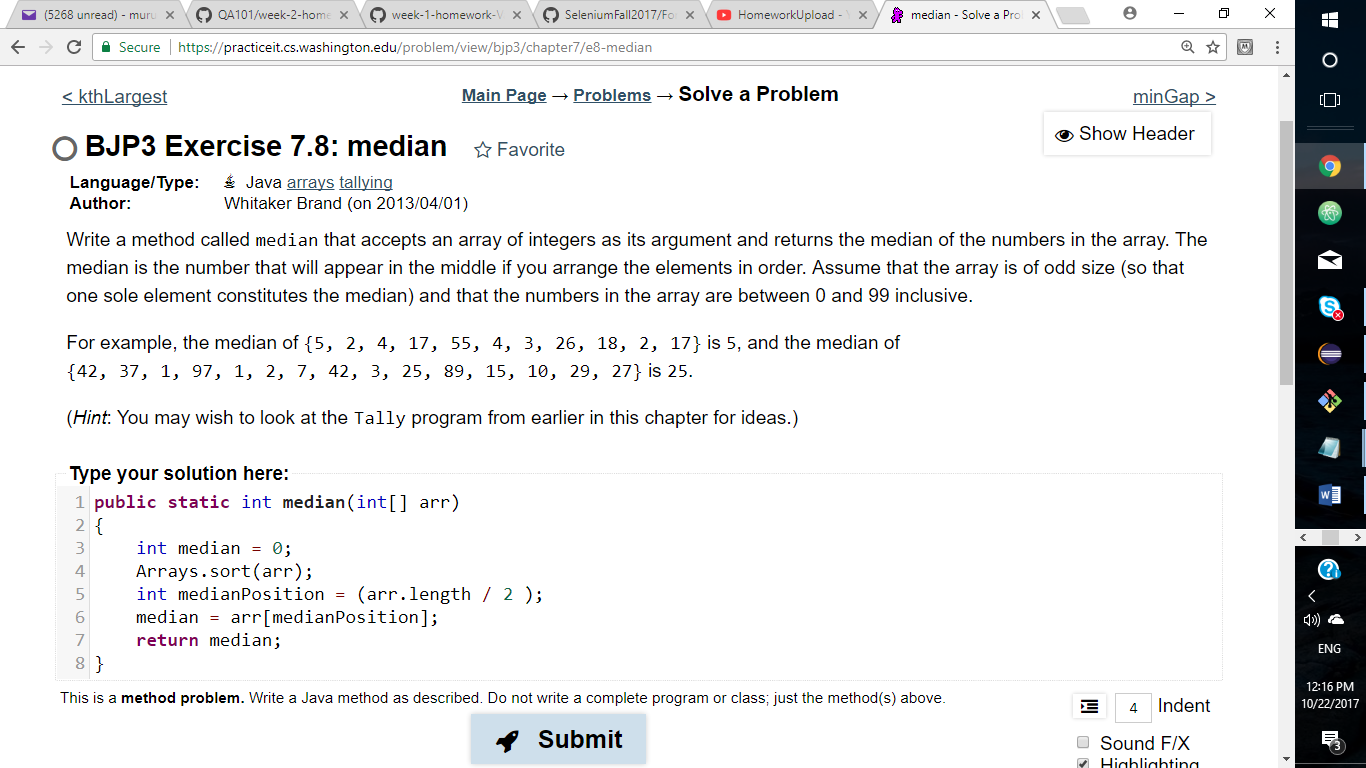 (5268 unread) - muru
QA101/week-2-home
week-1-homework-V
SeleniumFall2017/Fo
HomeworkUpload - Y
median - Solve a Pro
Secure | https://practiceit.cs.washington.edu/problem/view/bjp3/chapter7/e8-median
< kthLargest
Main Page → Problems → Solve a Problem
minGap >
Show Header
BJP3 Exercise 7.8: median
Favorite
Language/Type: Java arrays tallying
Author: Whitaker Brand (on 2013/04/01)
Write a method called median that accepts an array of integers as its argument and returns the median of the numbers in the array. The
median is the number that will appear in the middle if you arrange the elements in order. Assume that the array is of odd size (so that
one sole element constitutes the median) and that the numbers in the array are between 0 and 99 inclusive.
For example, the median of {5, 2, 4, 17, 55, 4, 3, 26, 18, 2, 17} is 5, and the median of
{42, 37, 1, 97, 1, 2, 7, 42, 3, 25, 89, 15, 10, 29, 27} is 25.
(Hint: You may wish to look at the Tally program from earlier in this chapter for ideas.)
Type your solution here:
1 public static int median(int[] arr)
2 {
3     int median = 0;
4     Arrays.sort(arr);
5     int medianPosition = (arr.length / 2 );
6     median = arr[medianPosition];
7     return median;
8 }
This is a method problem. Write a Java method as described. Do not write a complete program or class; just the method(s) above.
4 Indent
Submit
Sound F/X
Highlighting
ENG
12:16 PM
10/22/2017
3